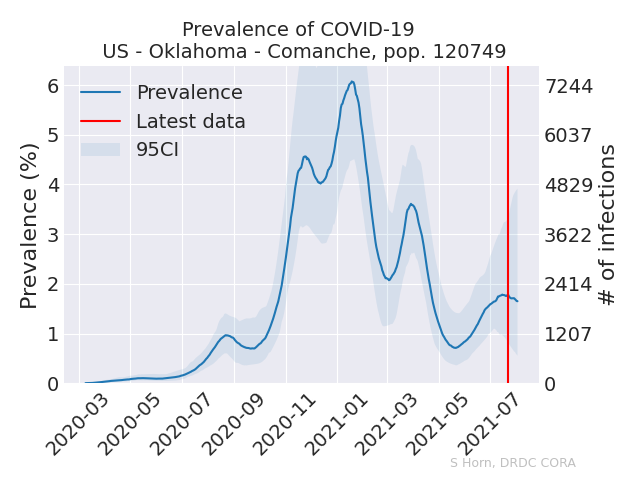 Prevalence of COVID-19
US - Oklahoma - Comanche, pop. 120749
Prevalence
Latest data
95CI
Prevalence (%)
6
5
4
3
2
1
0
7244
6037
4829
3622
2414
1207
0
# of infections
2020-03
2020-05
2020-07
2020-09
2020-11
2021-01
2021-03
2021-05
2021-07
S Horn, DRDC CORA